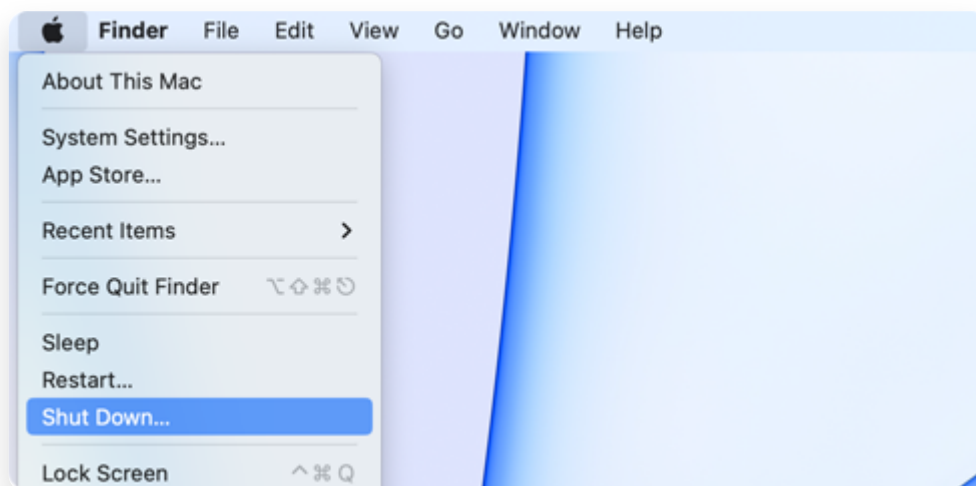 Finder File Edit View Go Window Help
About This Mac
System Settings...
App Store...
Recent Items
Force Quit Finder ⌥⇧⌘⎋
Sleep
Restart...
Shut Down...
Lock Screen ^⌘Q